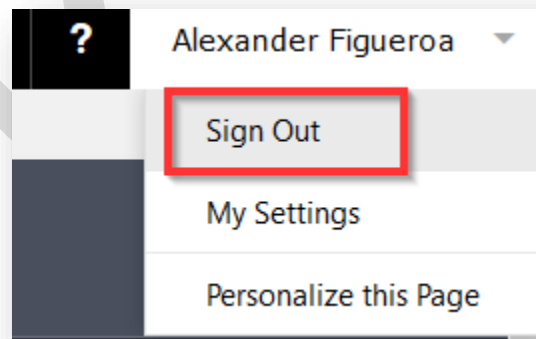 ? Alexander Figueroa
Sign Out
My Settings
Personalize this Page